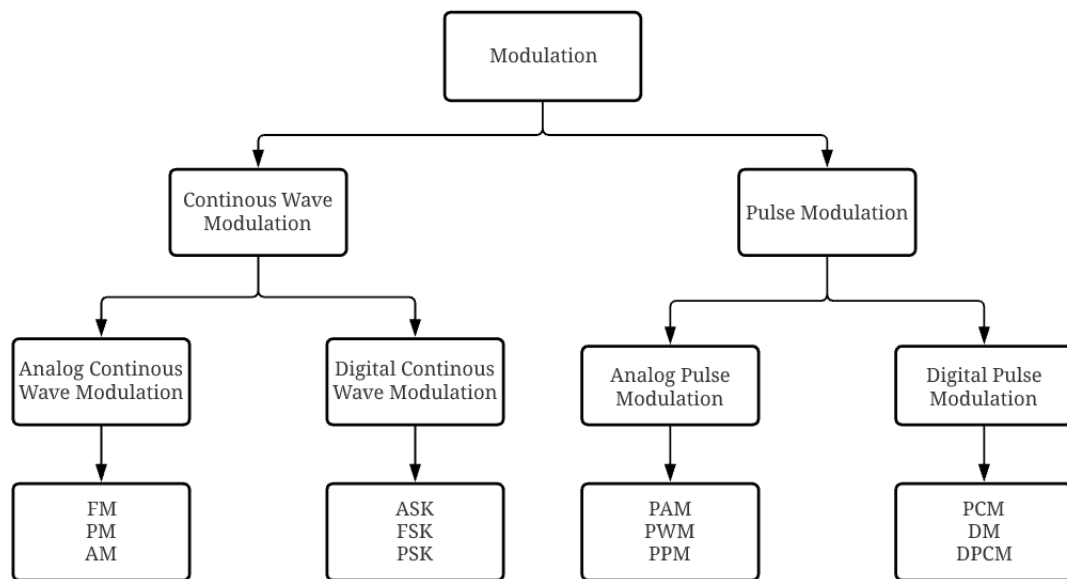 Modulation
Continous Wave
Modulation
Pulse Modulation
Analog Continous
Wave Modulation
Digital Continous
Wave Modulation
Analog Pulse
Modulation
Digital Pulse
Modulation
FM
PM
AM
ASK
FSK
PSK
PAM
PWM
PPM
PCM
DM
DPCM